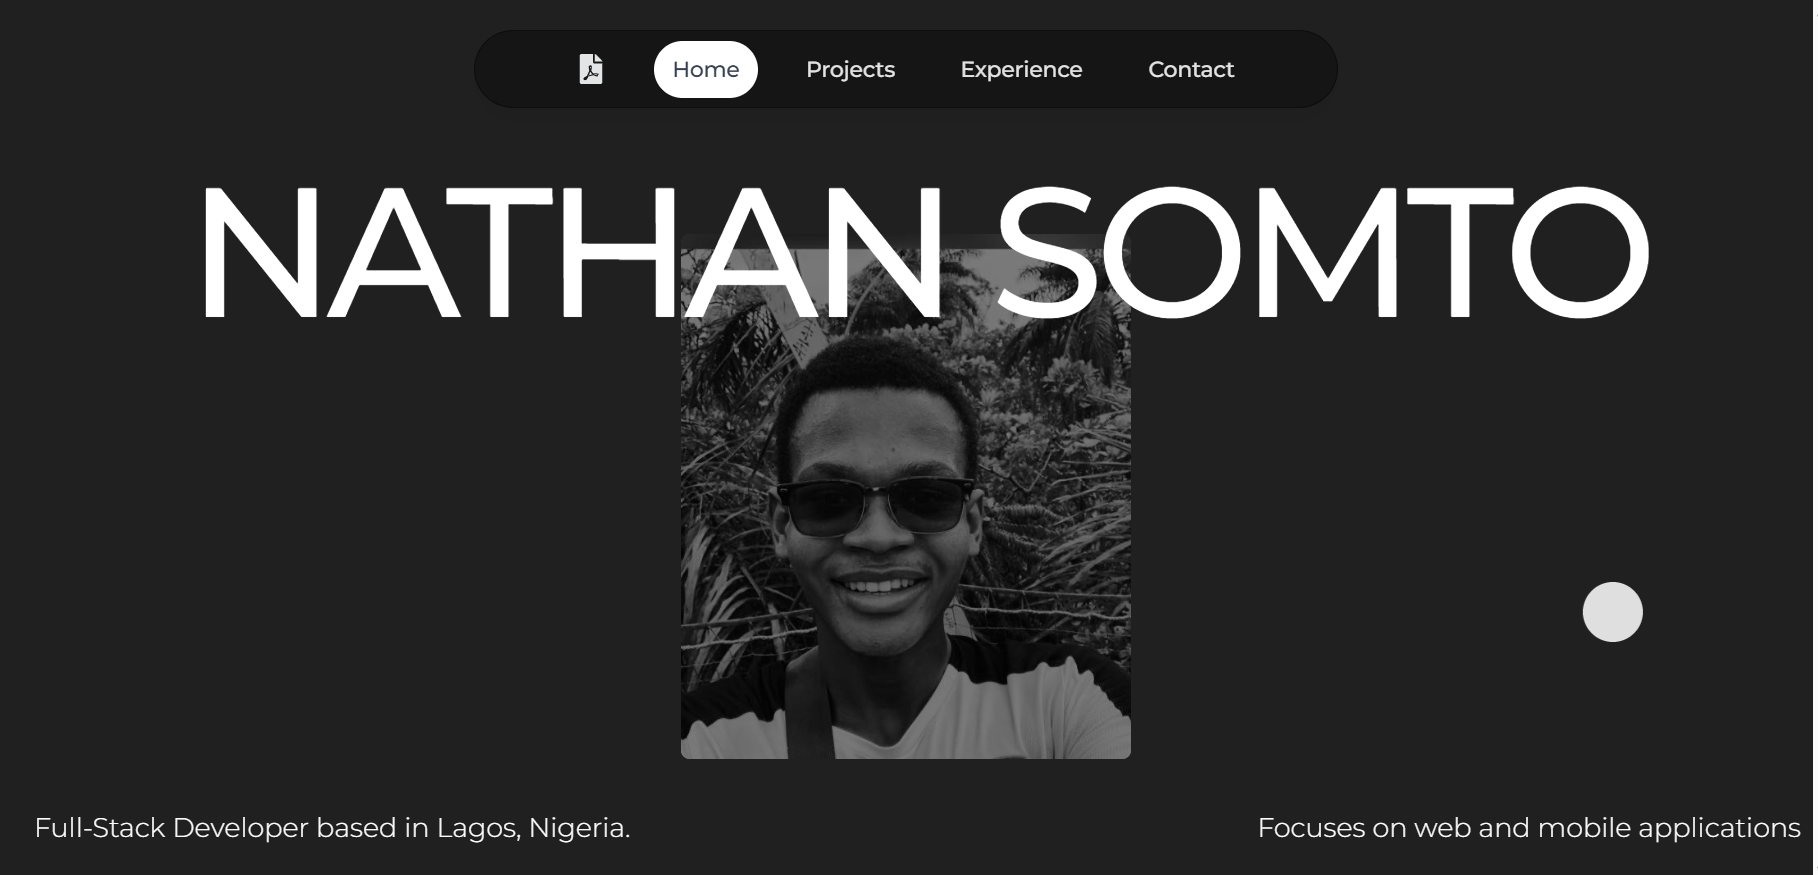 Home Projects Experience Contact
NATHAN SOMTO
Full-Stack Developer based in Lagos, Nigeria.
Focuses on web and mobile applications